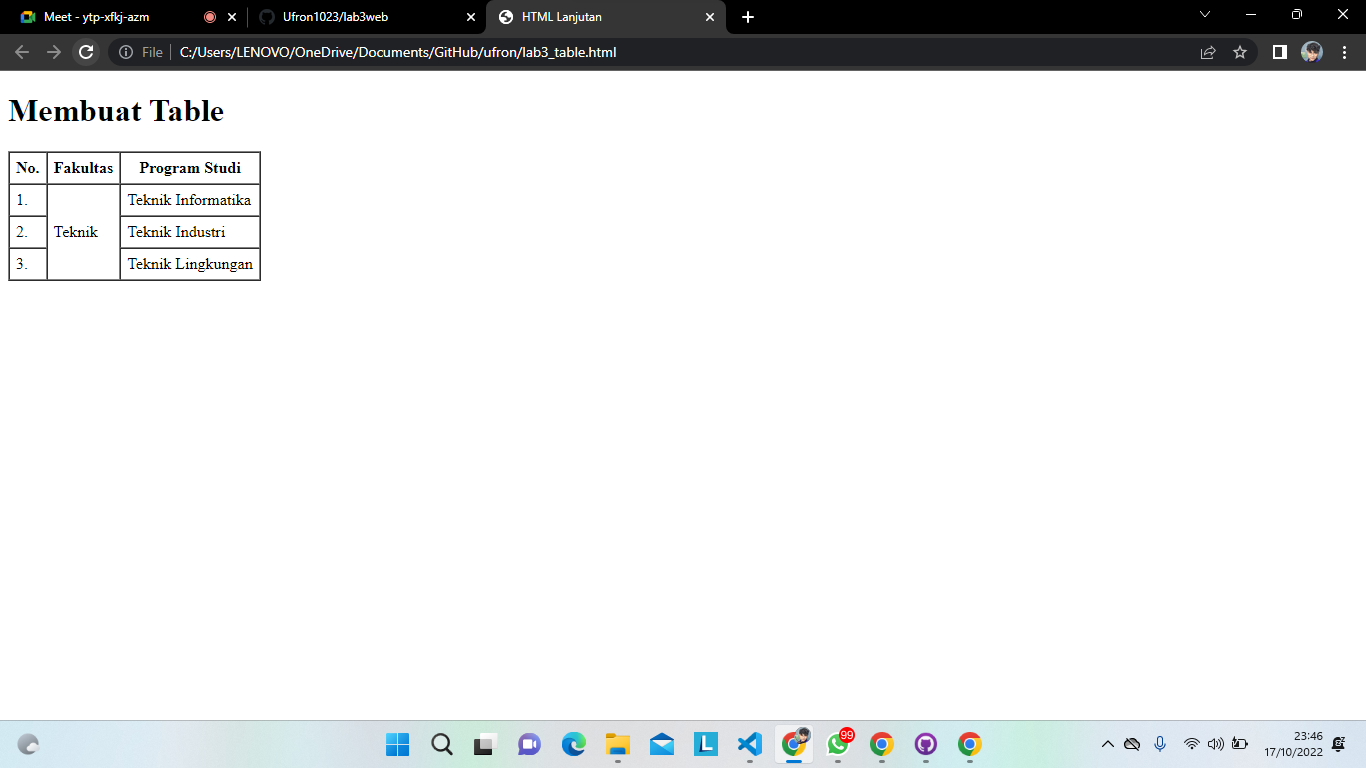 Meet - ytp-xfkj-azm
Ufron1023/lab3web
HTML Lanjutan
File
C:/Users/LENOVO/OneDrive/Documents/GitHub/ufron/lab3_table.html
Membuat Table
No. Fakultas Program Studi
1. Teknik Informatika
2. Teknik Teknik Industri
3. Teknik Lingkungan
L
99
23:46
17/10/2022